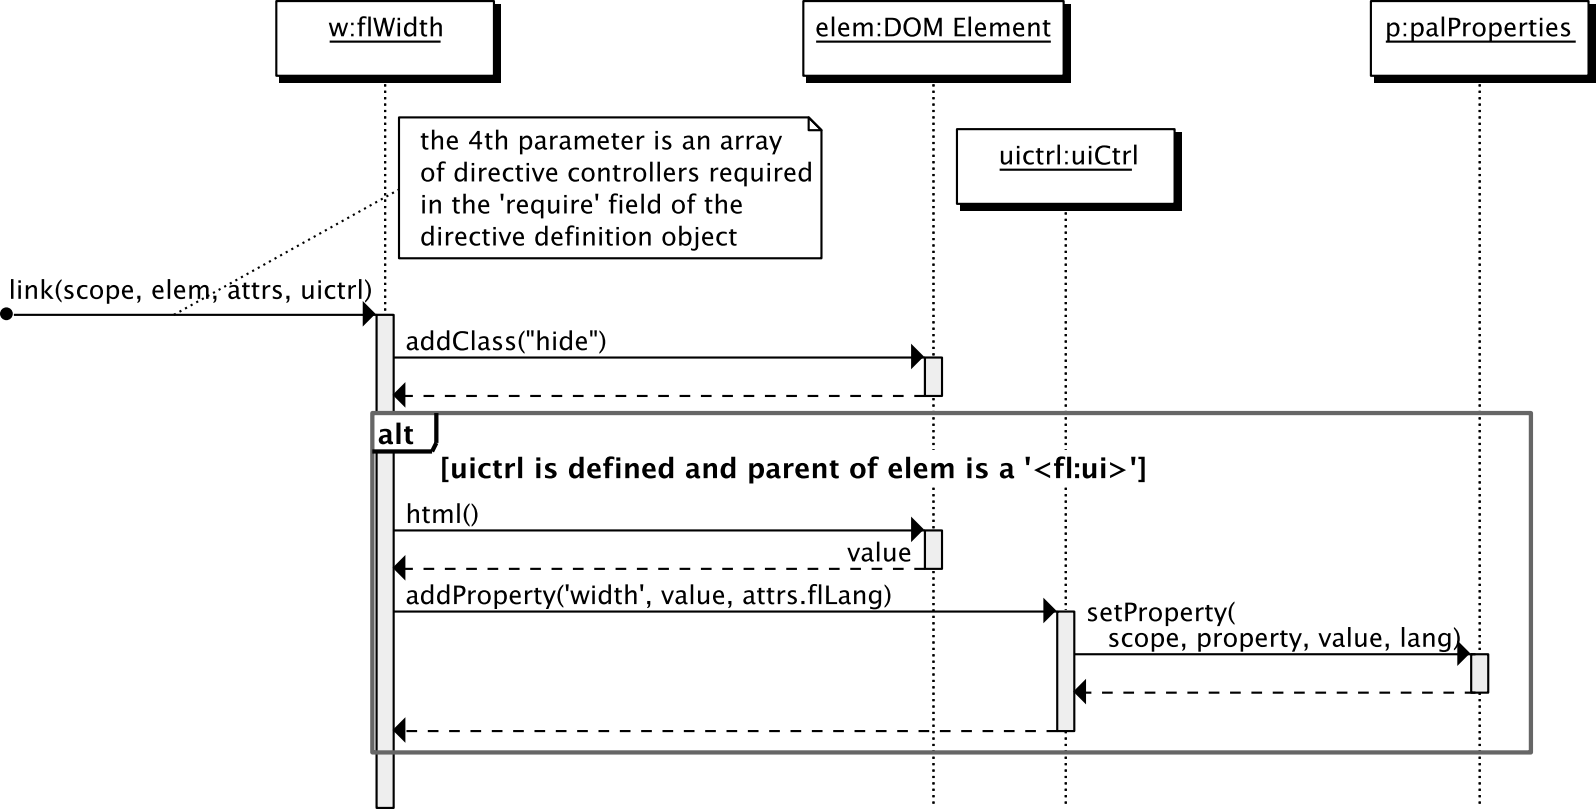 w:flWidth
elem:DOM Element
p:palProperties
the 4th parameter is an array
of directive controllers required
in the 'require' field of the
directive definition object
uictrl:uiCtrl
link(scope, elem, attrs, uictrl)
addClass("hide")
alt
[uictrl is defined and parent of elem is a '<fl:ui>']
html()
value
addProperty('width', value, attrs.flLang)
setProperty(
scope, property, value, lang)